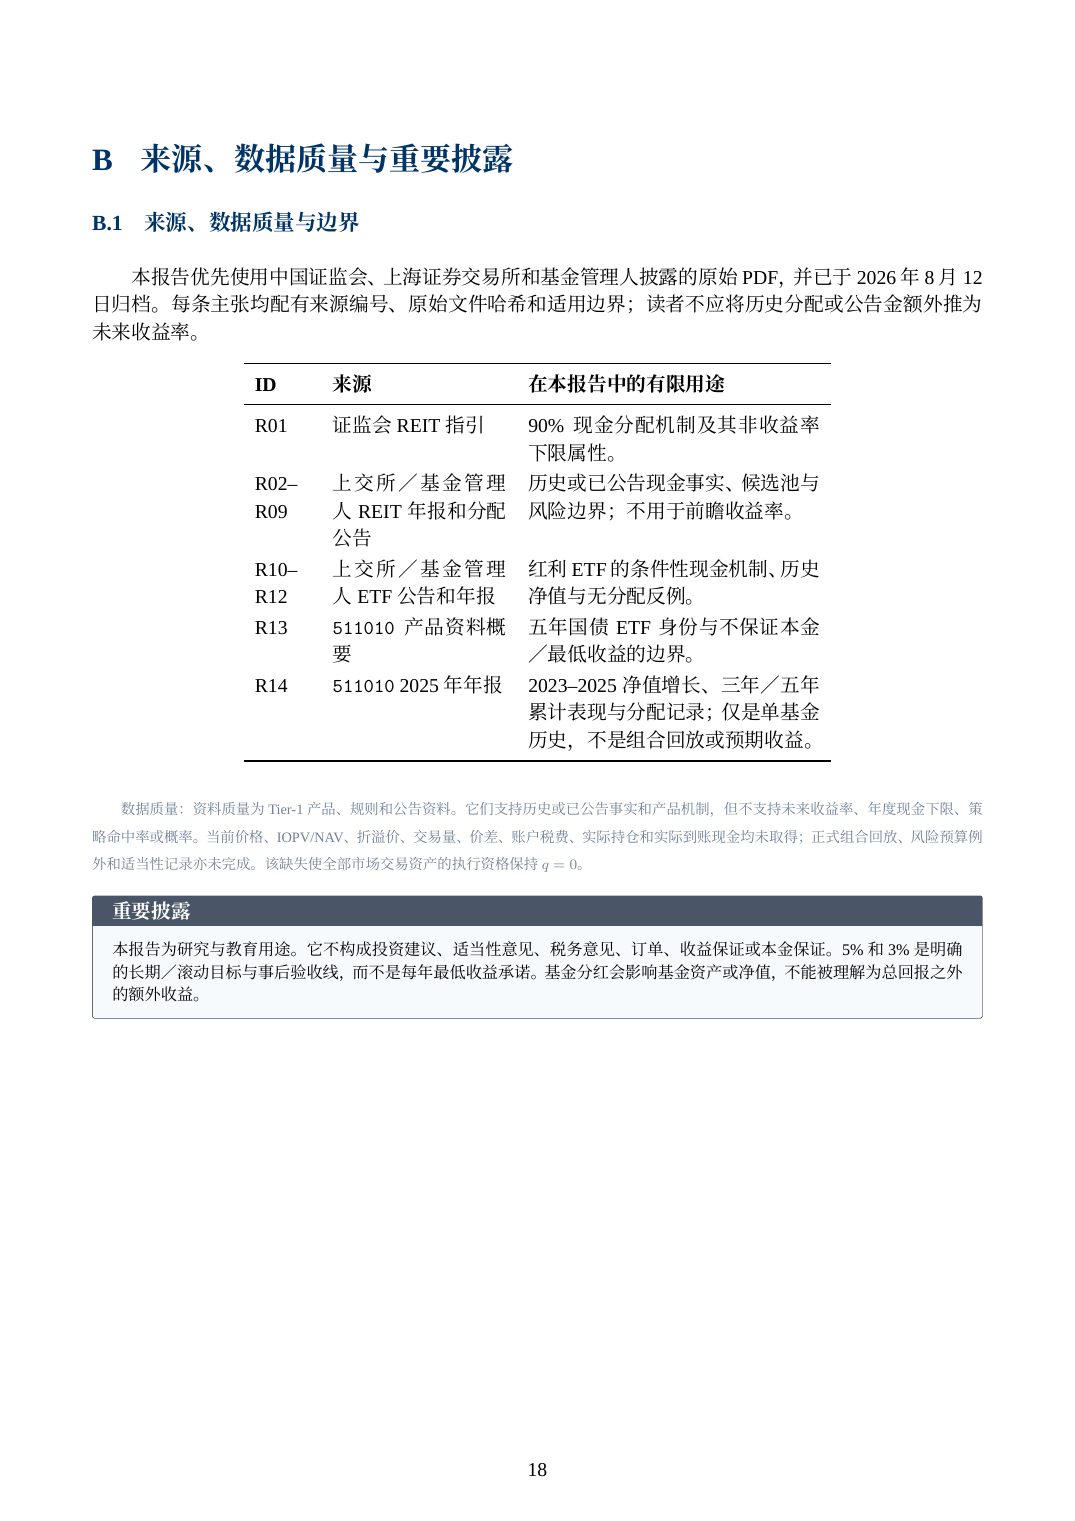 B 来源、数据质量与重要披露
B.1 来源、数据质量与边界
本报告优先使用中国证监会、上海证券交易所和基金管理人披露的原始 PDF，并已于 2026 年 8 月 12
日归档。每条主张均配有来源编号、原始文件哈希和适用边界；读者不应将历史分配或公告金额外推为
未来收益率。
ID 来源 在本报告中的有限用途
R01 证监会 REIT 指引 90% 现金分配机制及其非收益率
下限属性。
R02– 上交所／基金管理 历史或已公告现金事实、候选池与
R09 人 REIT 年报和分配 风险边界；不用于前瞻收益率。
公告
R10– 上交所／基金管理 红利 ETF 的条件性现金机制、历史
R12 人 ETF 公告和年报 净值与无分配反例。
R13 511010 产品资料概 五年国债 ETF 身份与不保证本金
要 ／最低收益的边界。
R14 511010 2025 年年报 2023–2025 净值增长、三年／五年
累计表现与分配记录；仅是单基金
历史，不是组合回放或预期收益。
数据质量：资料质量为 Tier-1 产品、规则和公告资料。它们支持历史或已公告事实和产品机制，但不支持未来收益率、年度现金下限、策
略命中率或概率。当前价格、IOPV/NAV、折溢价、交易量、价差、账户税费、实际持仓和实际到账现金均未取得；正式组合回放、风险预算例
外和适当性记录亦未完成。该缺失使全部市场交易资产的执行资格保持 q = 0。
重要披露
本报告为研究与教育用途。它不构成投资建议、适当性意见、税务意见、订单、收益保证或本金保证。5% 和 3% 是明确
的长期／滚动目标与事后验收线，而不是每年最低收益承诺。基金分红会影响基金资产或净值，不能被理解为总回报之外
的额外收益。
18